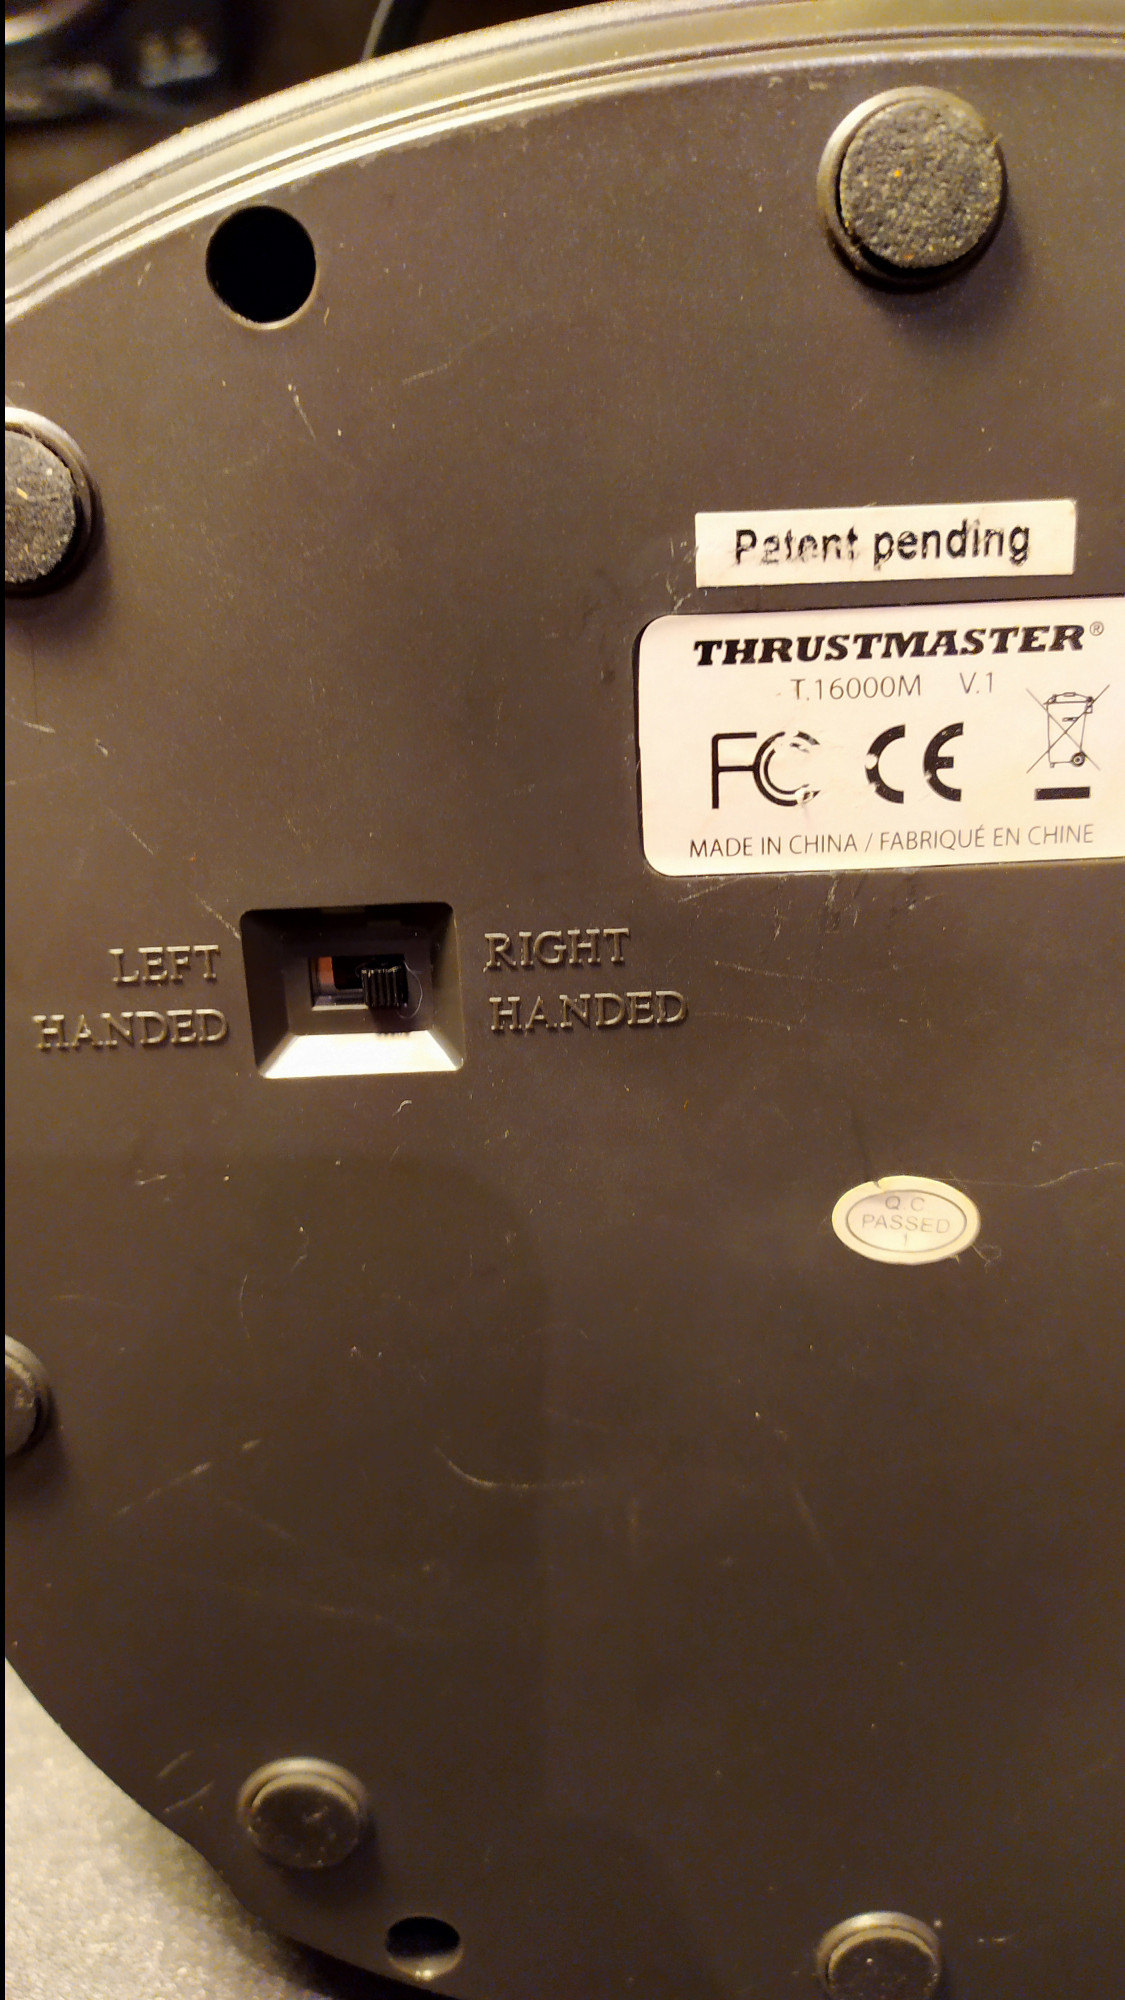 Patent pending
THRUSTMASTER®
T.16000M V.1
FC CE
MADE IN CHINA / FABRIQUÉ EN CHINE
LEFT
HANDED
RIGHT
HANDED
Q.C
PASSED
1